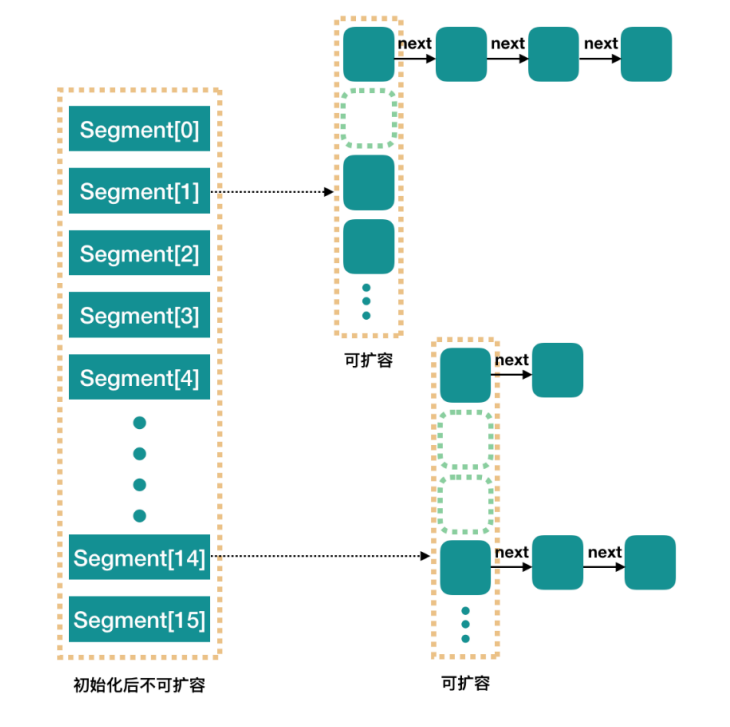 next next next
Segment[0]
Segment[1]
Segment[2]
Segment[3]
Segment[4]
可扩容
next
Segment[14]
next next
Segment[15]
初始化后不可扩容
可扩容